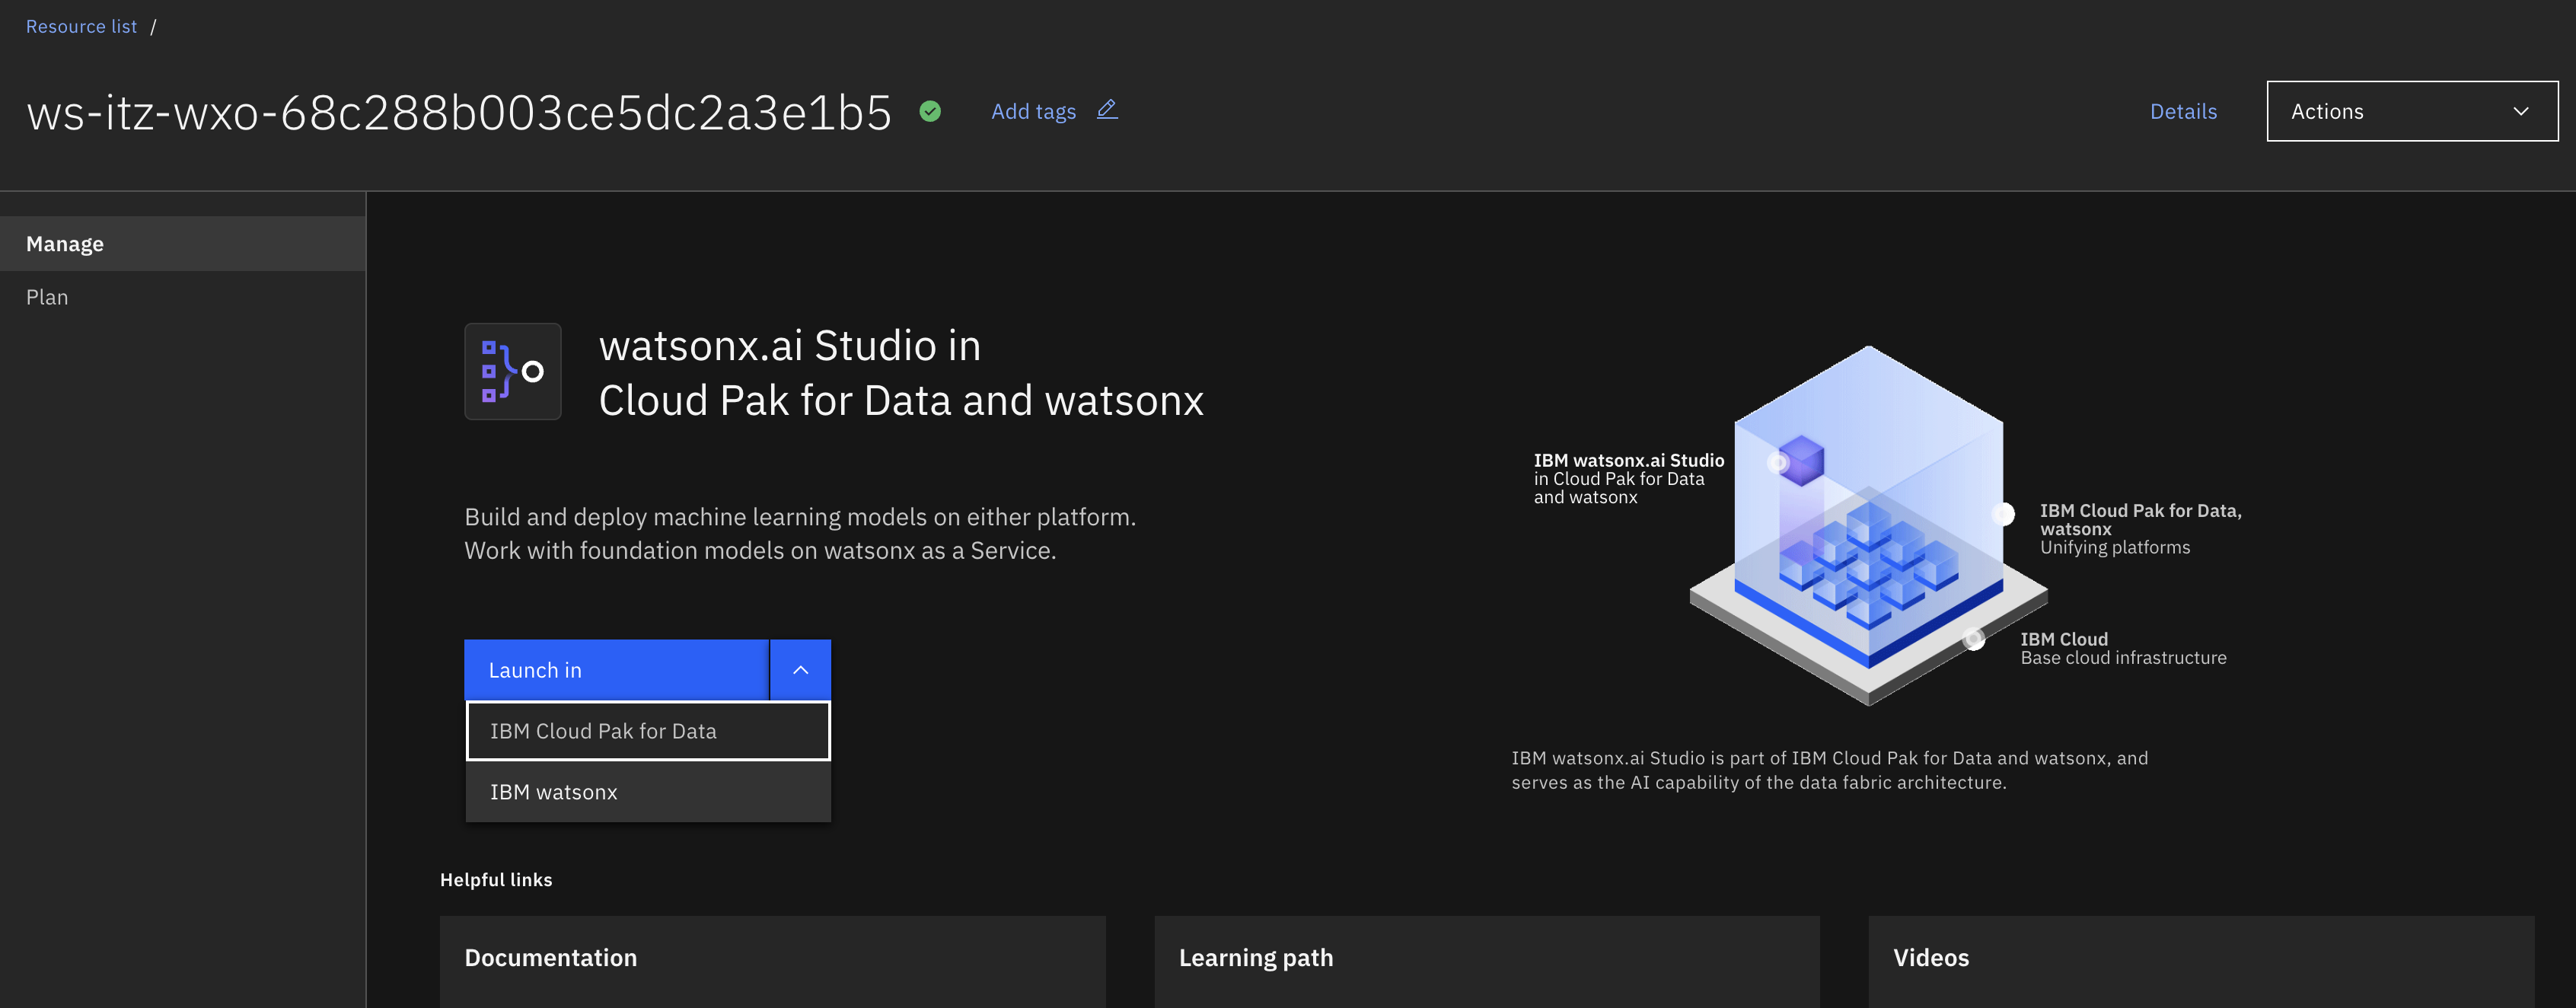 Resource list /
ws-itz-wxo-68c288b003ce5dc2a3e1b5
Add tags
Details
Actions
Manage
Plan
watsonx.ai Studio in
Cloud Pak for Data and watsonx
Build and deploy machine learning models on either platform.
Work with foundation models on watsonx as a Service.
Launch in
IBM Cloud Pak for Data
IBM watsonx
IBM watsonx.ai Studio
in Cloud Pak for Data
and watsonx
IBM Cloud Pak for Data,
watsonx
Unifying platforms
IBM Cloud
Base cloud infrastructure
IBM watsonx.ai Studio is part of IBM Cloud Pak for Data and watsonx, and
serves as the AI capability of the data fabric architecture.
Helpful links
Documentation
Learning path
Videos